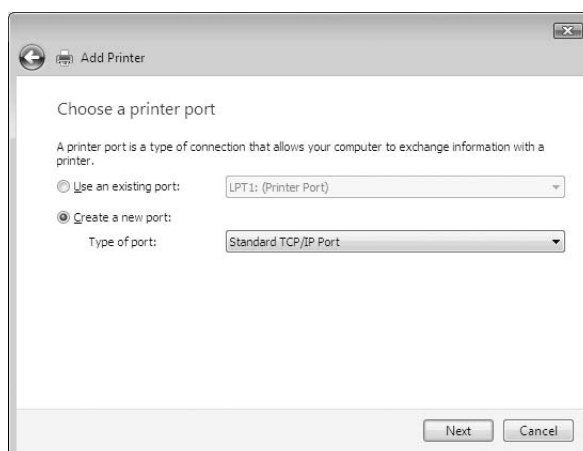 Add Printer
Choose a printer port
A printer port is a type of connection that allows your computer to exchange information with a
printer.
Use an existing port: LPT1: (Printer Port)
Create a new port:
Type of port: Standard TCP/IP Port
Next Cancel